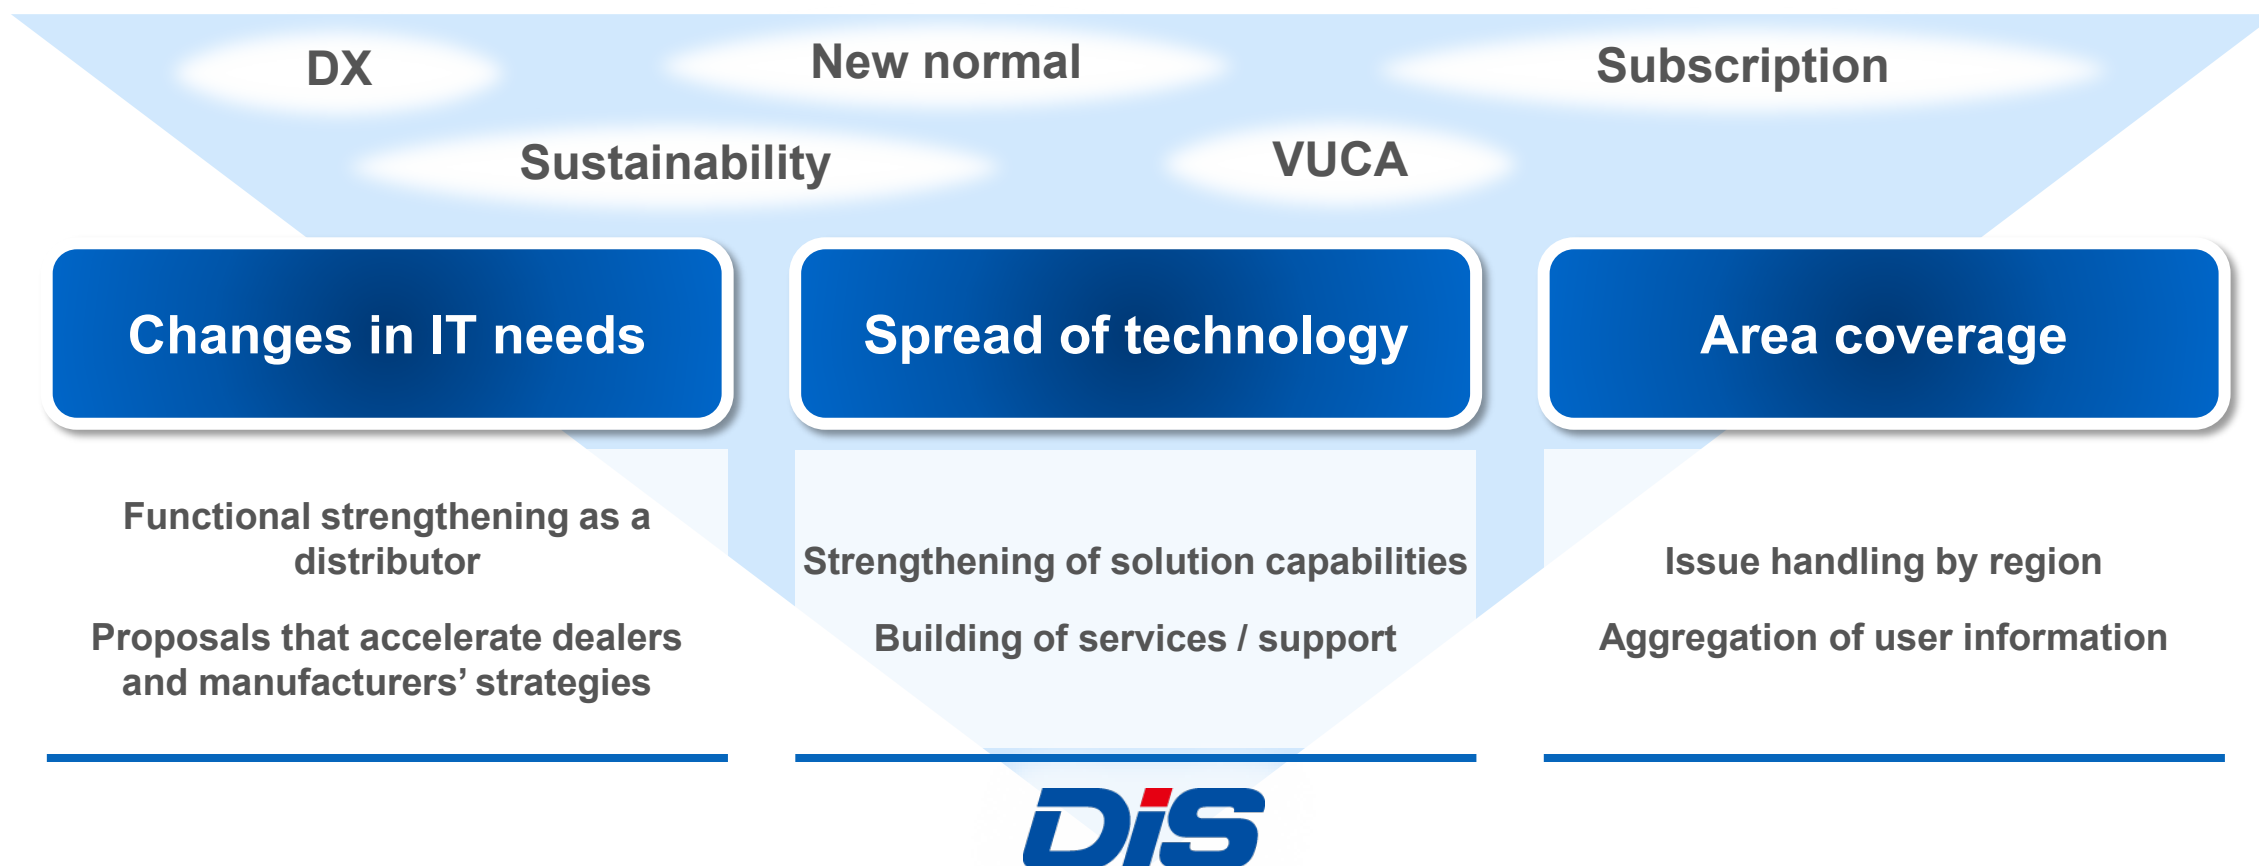 DX
New normal
Subscription
Sustainability
VUCA
Changes in IT needs
Spread of technology
Area coverage
Functional strengthening as a
distributor
Proposals that accelerate dealers
and manufacturers’ strategies
Strengthening of solution capabilities
Building of services / support
Issue handling by region
Aggregation of user information
DiS